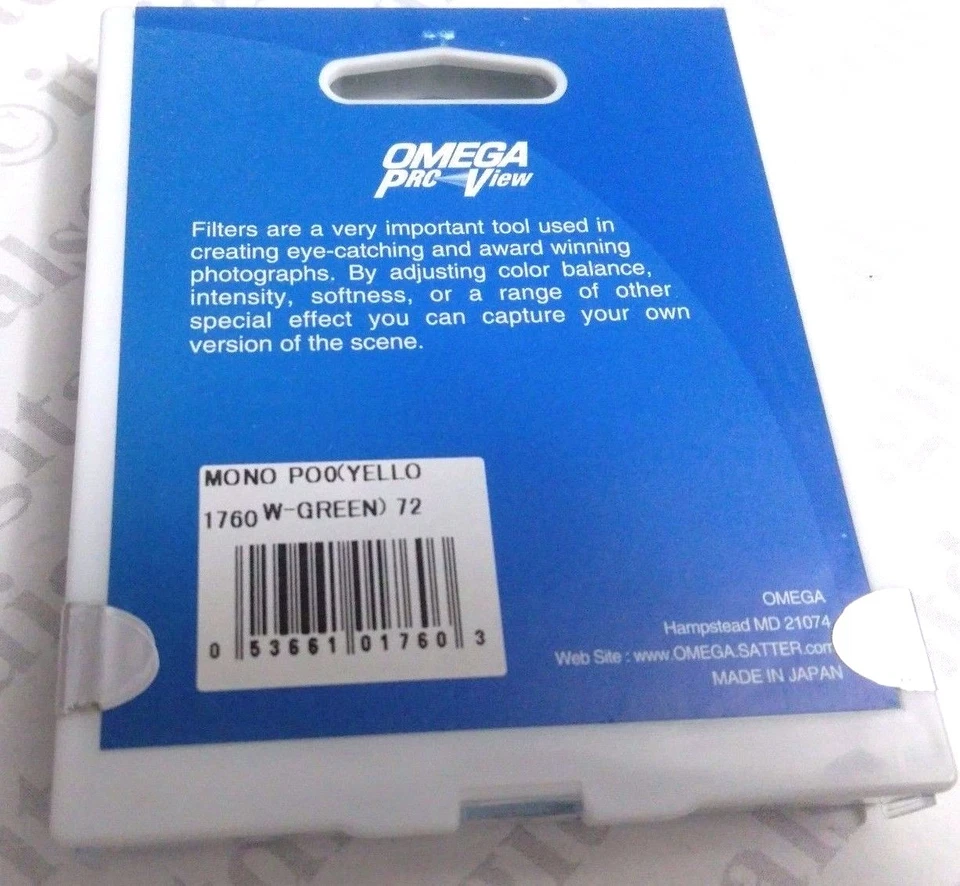 OMEGA
PRO View
Filters are a very important tool used in
creating eye-catching and award winning
photographs. By adjusting color balance,
intensity, softness, or a range of other
special effect you can capture your own
version of the scene.
MONO POO(YELLO
1760 W-GREEN) 72
0 53661 01760 3
OMEGA
Hampstead MD 21074
Web Site : www.OMEGA.SATTER.com
MADE IN JAPAN